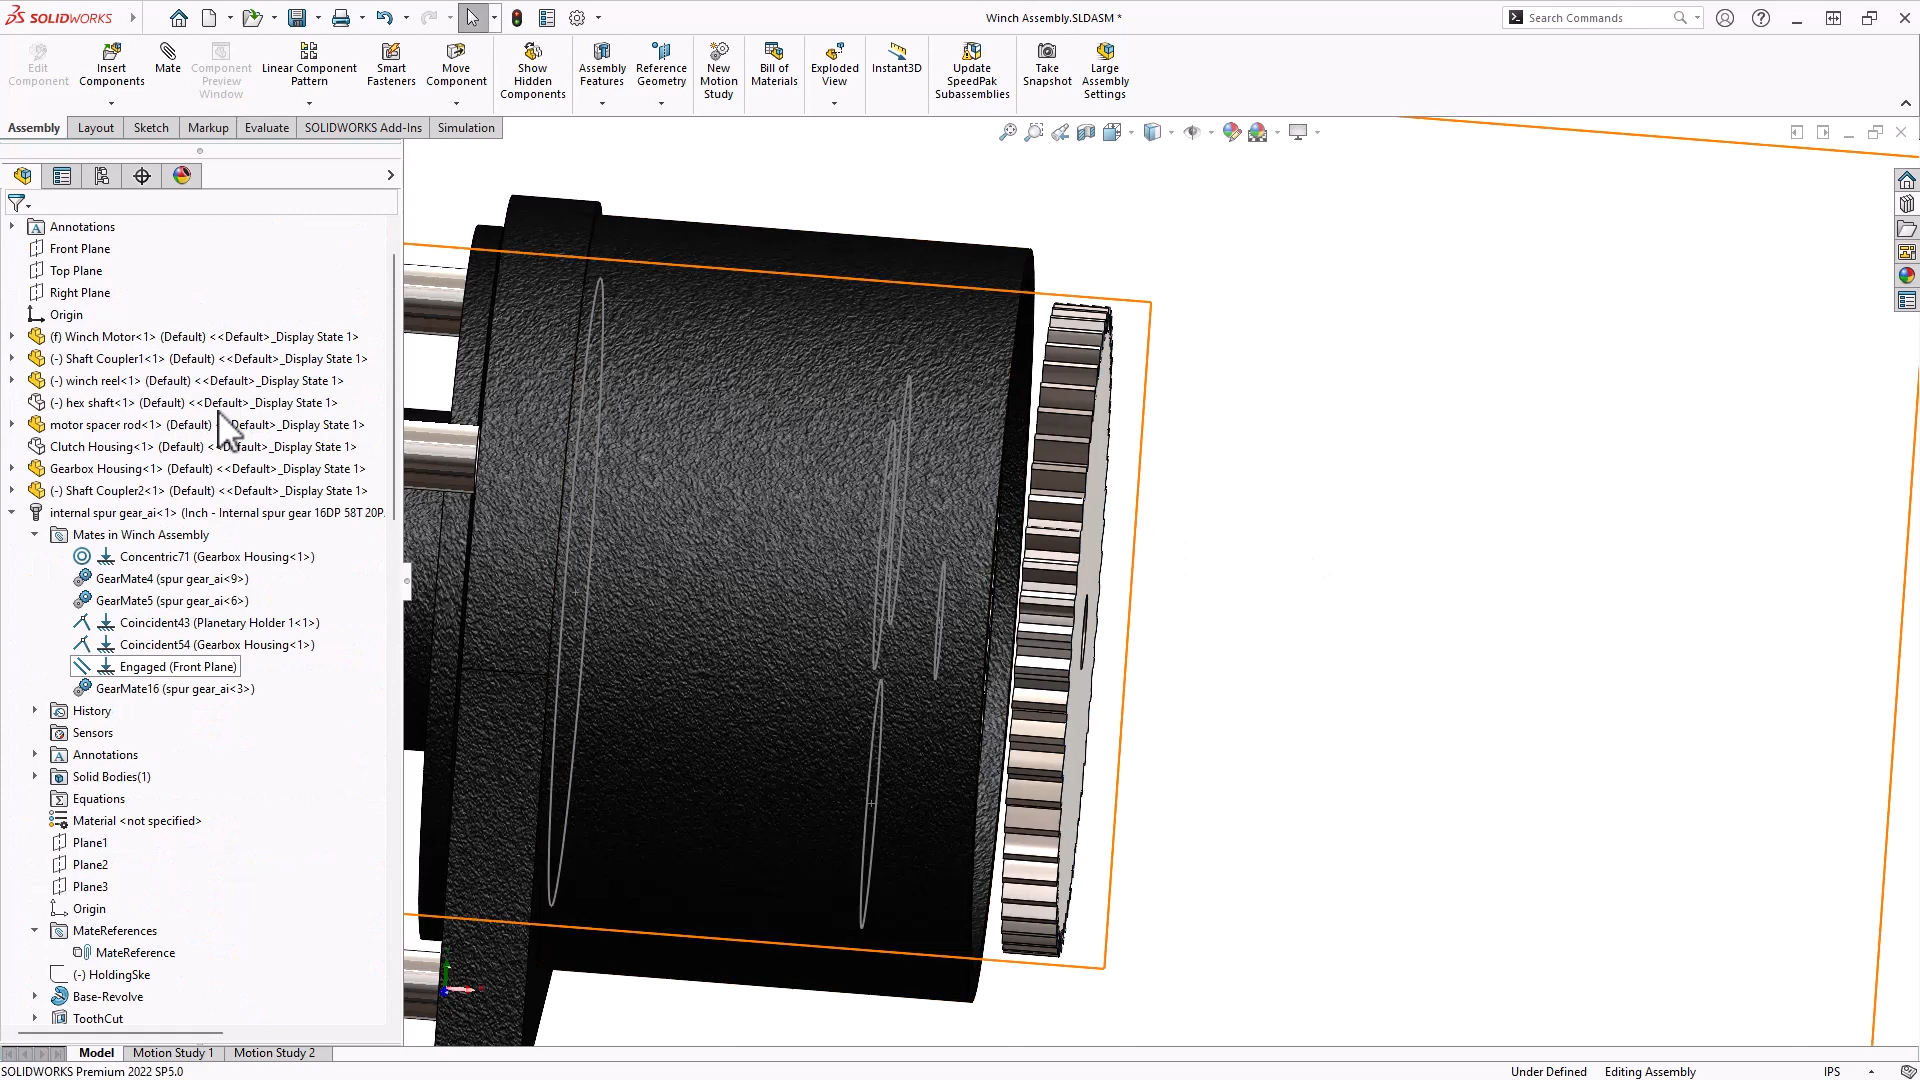 SOLIDWORKS
Winch Assembly.SLDASM *
Search Commands
Edit Component
Insert Components
Mate
Component Preview Window
Linear Component Pattern
Smart Fasteners
Move Component
Show Hidden Components
Assembly Features
Reference Geometry
New Motion Study
Bill of Materials
Exploded View
Instant3D
Update SpeedPak Subassemblies
Take Snapshot
Large Assembly Settings
Assembly
Layout
Sketch
Markup
Evaluate
SOLIDWORKS Add-Ins
Simulation
Annotations
Front Plane
Top Plane
Right Plane
Origin
(f) Winch Motor<1> (Default) <<Default>_Display State 1>
(-) Shaft Coupler1<1> (Default) <<Default>_Display State 1>
(-) winch reel<1> (Default) <<Default>_Display State 1>
(-) hex shaft<1> (Default) <<Default>_Display State 1>
motor spacer rod<1> (Default) <<Default>_Display State 1>
Clutch Housing<1> (Default) <<Default>_Display State 1>
Gearbox Housing<1> (Default) <<Default>_Display State 1>
(-) Shaft Coupler2<1> (Default) <<Default>_Display State 1>
internal spur gear_ai<1> (Inch - Internal spur gear 16DP 58T 20P
Mates in Winch Assembly
Concentric71 (Gearbox Housing<1>)
GearMate4 (spur gear_ai<9>)
GearMate5 (spur gear_ai<6>)
Coincident43 (Planetary Holder 1<1>)
Coincident54 (Gearbox Housing<1>)
Engaged (Front Plane)
GearMate16 (spur gear_ai<3>)
History
Sensors
Annotations
Solid Bodies(1)
Equations
Material <not specified>
Plane1
Plane2
Plane3
Origin
MateReferences
MateReference
(-) HoldingSke
Base-Revolve
ToothCut
Model
Motion Study 1
Motion Study 2
SOLIDWORKS Premium 2022 SP5.0
Under Defined
Editing Assembly
IPS